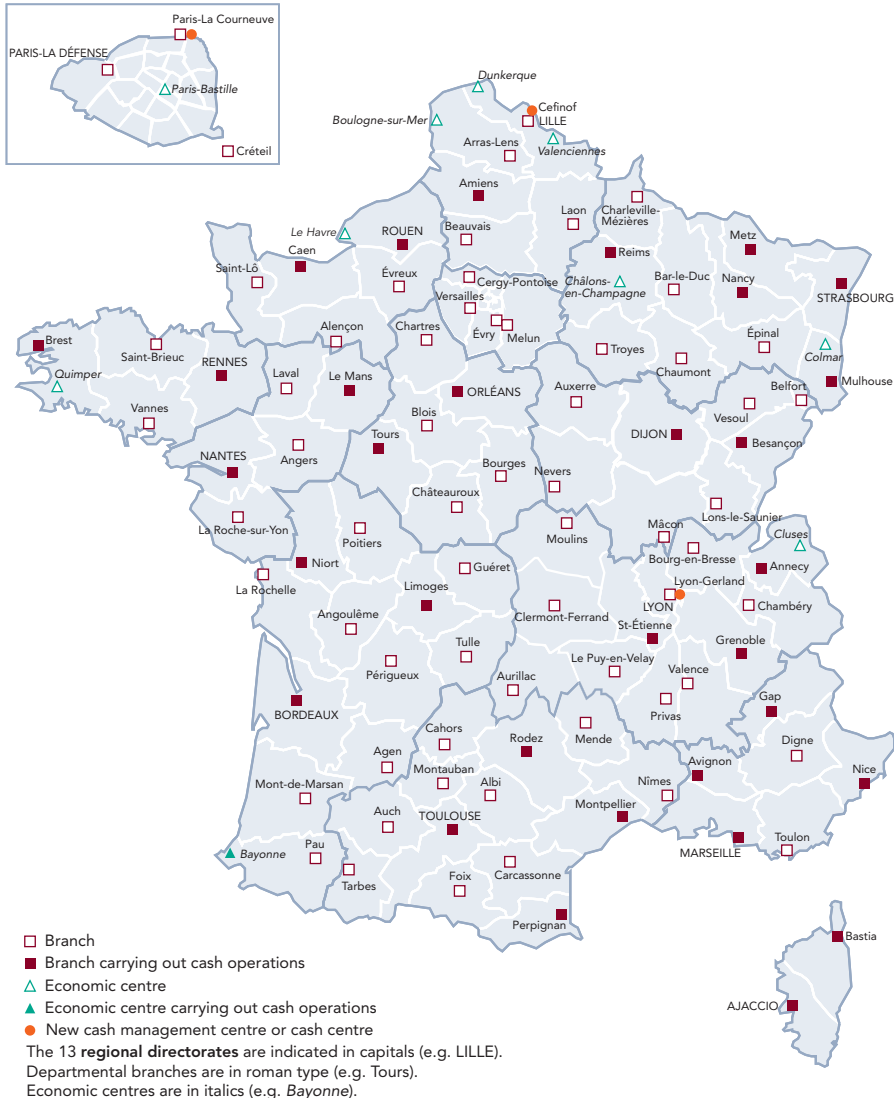 Paris-La Courneuve
PARIS-LA DÉFENSE
Paris-Bastille
Créteil
Dunkerque
Cefinof
LILLE
Boulogne-sur-Mer
Valenciennes
Arras-Lens
Amiens
Laon
Charleville-
Mézières
Le Havre
Caen
ROUEN
Beauvais
Reims
Metz
Saint-Lô
Évreux
Cergy-Pontoise
Châlons-
en-Champagne
Bar-le-Duc
Nancy
STRASBOURG
Versailles
Évry
Melun
Alençon
Chartres
Brest
Saint-Brieuc
RENNES
Troyes
Chaumont
Épinal
Colmar
Quimper
Laval
Le Mans
ORLÉANS
Auxerre
Belfort
Mulhouse
Vannes
Blois
Vesoul
NANTES
Angers
Tours
DIJON
Besançon
Bourges
Nevers
Châteauroux
La Roche-sur-Yon
Poitiers
Moulins
Mâcon
Lons-le-Saunier
Cluses
Bourg-en-Bresse
Niort
La Rochelle
Guéret
Annecy
Limoges
Lyon-Gerland
LYON
Chambéry
Angoulême
Clermont-Ferrand
St-Étienne
Tulle
Grenoble
Périgueux
Le Puy-en-Velay
Valence
Aurillac
Privas
Gap
BORDEAUX
Cahors
Rodez
Mende
Digne
Agen
Montauban
Avignon
Nice
Mont-de-Marsan
Albi
Nîmes
Auch
TOULOUSE
Montpellier
MARSEILLE
Toulon
Bayonne
Pau
Tarbes
Foix
Carcassonne
Perpignan
Bastia
AJACCIO
Branch
Branch carrying out cash operations
Economic centre
Economic centre carrying out cash operations
New cash management centre or cash centre
The 13 regional directorates are indicated in capitals (e.g. LILLE).
Departmental branches are in roman type (e.g. Tours).
Economic centres are in italics (e.g. Bayonne).